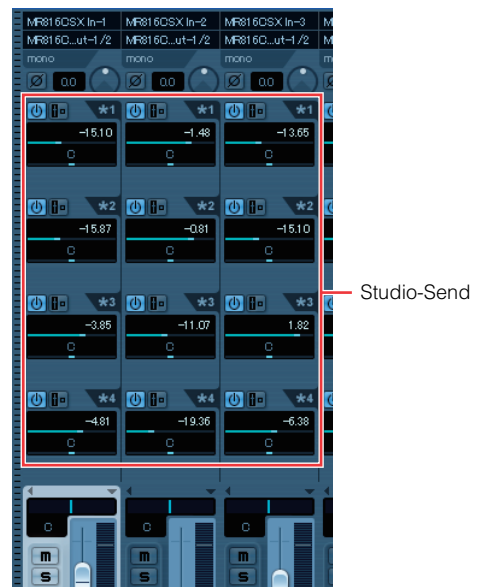 MR816CSX In-1 MR816CSX In-2 MR816CSX In-3 M
MR816C...ut-1/2 MR816C...ut-1/2 MR816C...ut-1/2 M
mono mono mono m
0.0 0.0 0.0
*1 *1 *1
-15.10 -1.48 -13.65
C C C
*2 *2 *2
-15.87 -0.81 -15.10
C C C
Studio-Send
*3 *3 *3
-3.85 -11.07 1.82
C C C
*4 *4 *4
-4.81 -19.36 -6.38
C C C
C C C
m m m
S S S